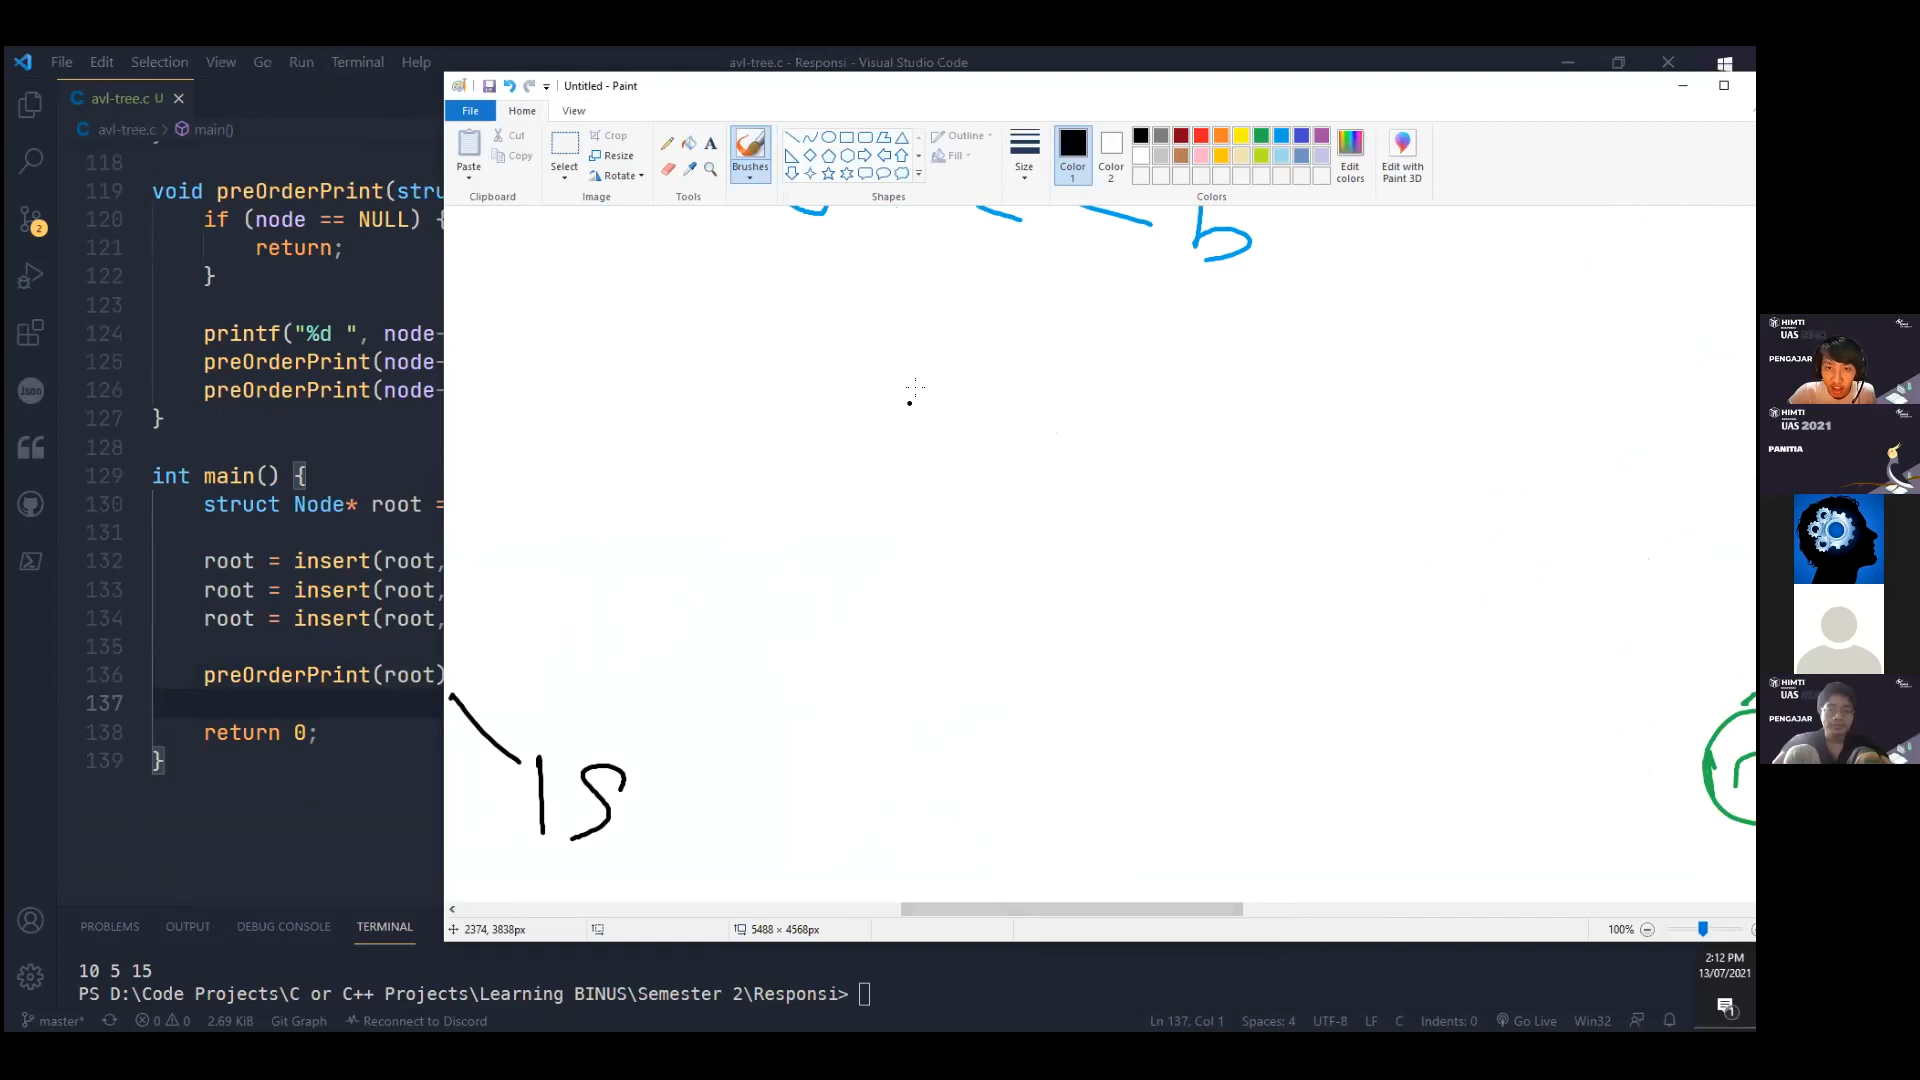 File Edit Selection View Go Run Terminal Help
avl-tree.c - Responsi - Visual Studio Code
avl-tree.c U
avl-tree.c > main()
118
119 void preOrderPrint(stru
120 if (node == NULL) {
121 return;
122 }
123
124 printf("%d ", node-
125 preOrderPrint(node-
126 preOrderPrint(node-
127 }
128
129 int main() {
130 struct Node* root =
131
132 root = insert(root,
133 root = insert(root,
134 root = insert(root,
135
136 preOrderPrint(root)
137
138 return 0;
139 }
2
Json
Untitled - Paint
File Home View
Paste
Cut
Copy
Clipboard
Select
Crop
Resize
Rotate
Image
A
Tools
Brushes
Outline
Fill
Shapes
Size
Color 1
Color 2
Edit colors
Edit with Paint 3D
Colors
b
15
2374, 3838px
5488 × 4568px
100%
PROBLEMS OUTPUT DEBUG CONSOLE TERMINAL
10 5 15
PS D:\Code Projects\C or C++ Projects\Learning BINUS\Semester 2\Responsi>
master* 0 0 2.69 KiB Git Graph Reconnect to Discord
Ln 137, Col 1 Spaces: 4 UTF-8 LF C Indents: 0 Go Live Win32
2:12 PM
13/07/2021
1
HIMTI
UAS
PENGAJAR
HIMTI
UAS 2021
PANITIA
HIMTI
UAS
PENGAJAR